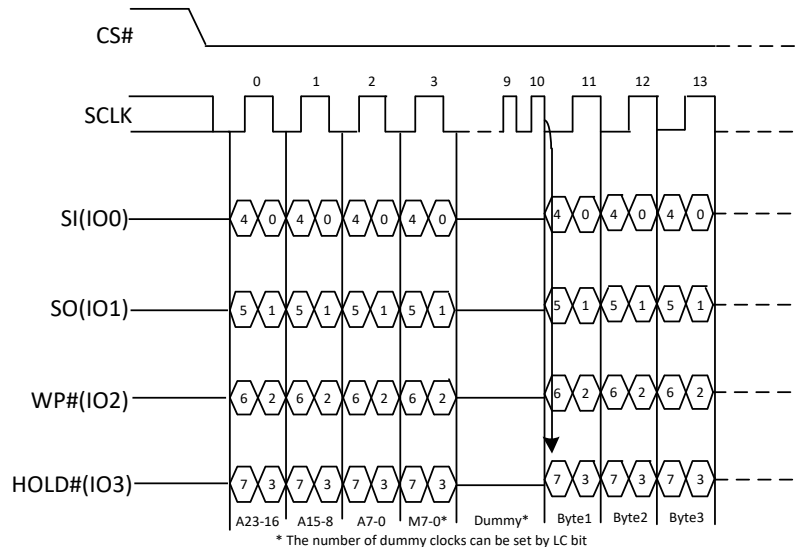 CS#
0 1 2 3 9 10 11 12 13
SCLK
SI(IO0) 4 0 4 0 4 0 4 0 4 0 4 0 4 0
SO(IO1) 5 1 5 1 5 1 5 1 5 1 5 1 5 1
WP#(IO2) 6 2 6 2 6 2 6 2 6 2 6 2 6 2
HOLD#(IO3) 7 3 7 3 7 3 7 3 7 3 7 3 7 3
A23-16 A15-8 A7-0 M7-0* Dummy* Byte1 Byte2 Byte3
* The number of dummy clocks can be set by LC bit